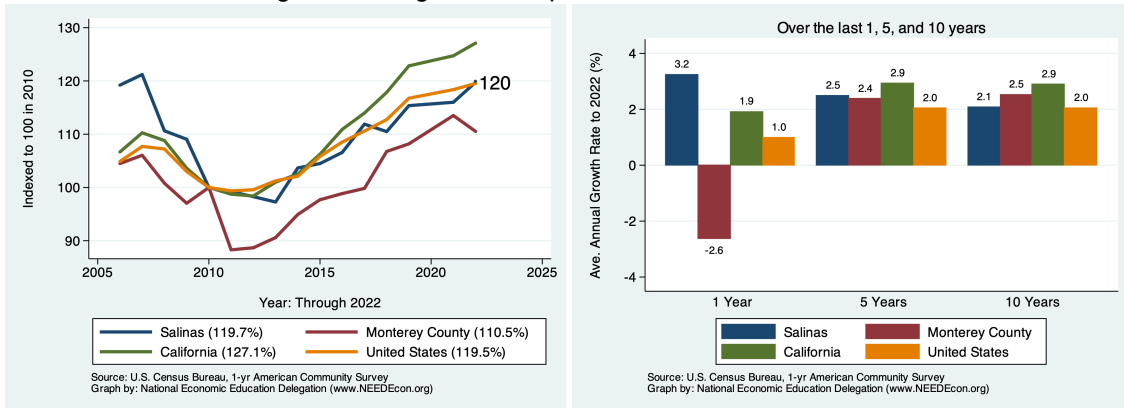 130
120
110
100
90
Indexed to 100 in 2010
120
2005
2010
2015
2020
2025
Year: Through 2022
Salinas (119.7%)
Monterey County (110.5%)
California (127.1%)
United States (119.5%)
Source: U.S. Census Bureau, 1-yr American Community Survey
Graph by: National Economic Education Delegation (www.NEEDEcon.org)
Over the last 1, 5, and 10 years
4
2
0
-2
-4
Ave. Annual Growth Rate to 2022 (%)
3.2
-2.6
1.9
1.0
2.5
2.4
2.9
2.0
2.1
2.5
2.9
2.0
1 Year
5 Years
10 Years
Salinas
Monterey County
California
United States
Source: U.S. Census Bureau, 1-yr American Community Survey
Graph by: National Economic Education Delegation (www.NEEDEcon.org)